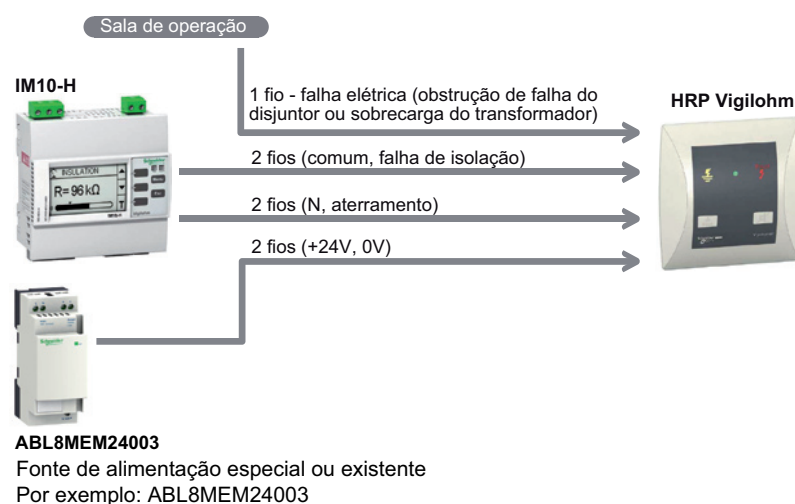 Sala de operação
IM10-H
1 fio - falha elétrica (obstrução de falha do
disjuntor ou sobrecarga do transformador)
HRP Vigilohm
2 fios (comum, falha de isolação)
INSULATION
R= 96 kΩ
2 fios (N, aterramento)
2 fios (+24V, 0V)
ABL8MEM24003
Fonte de alimentação especial ou existente
Por exemplo: ABL8MEM24003